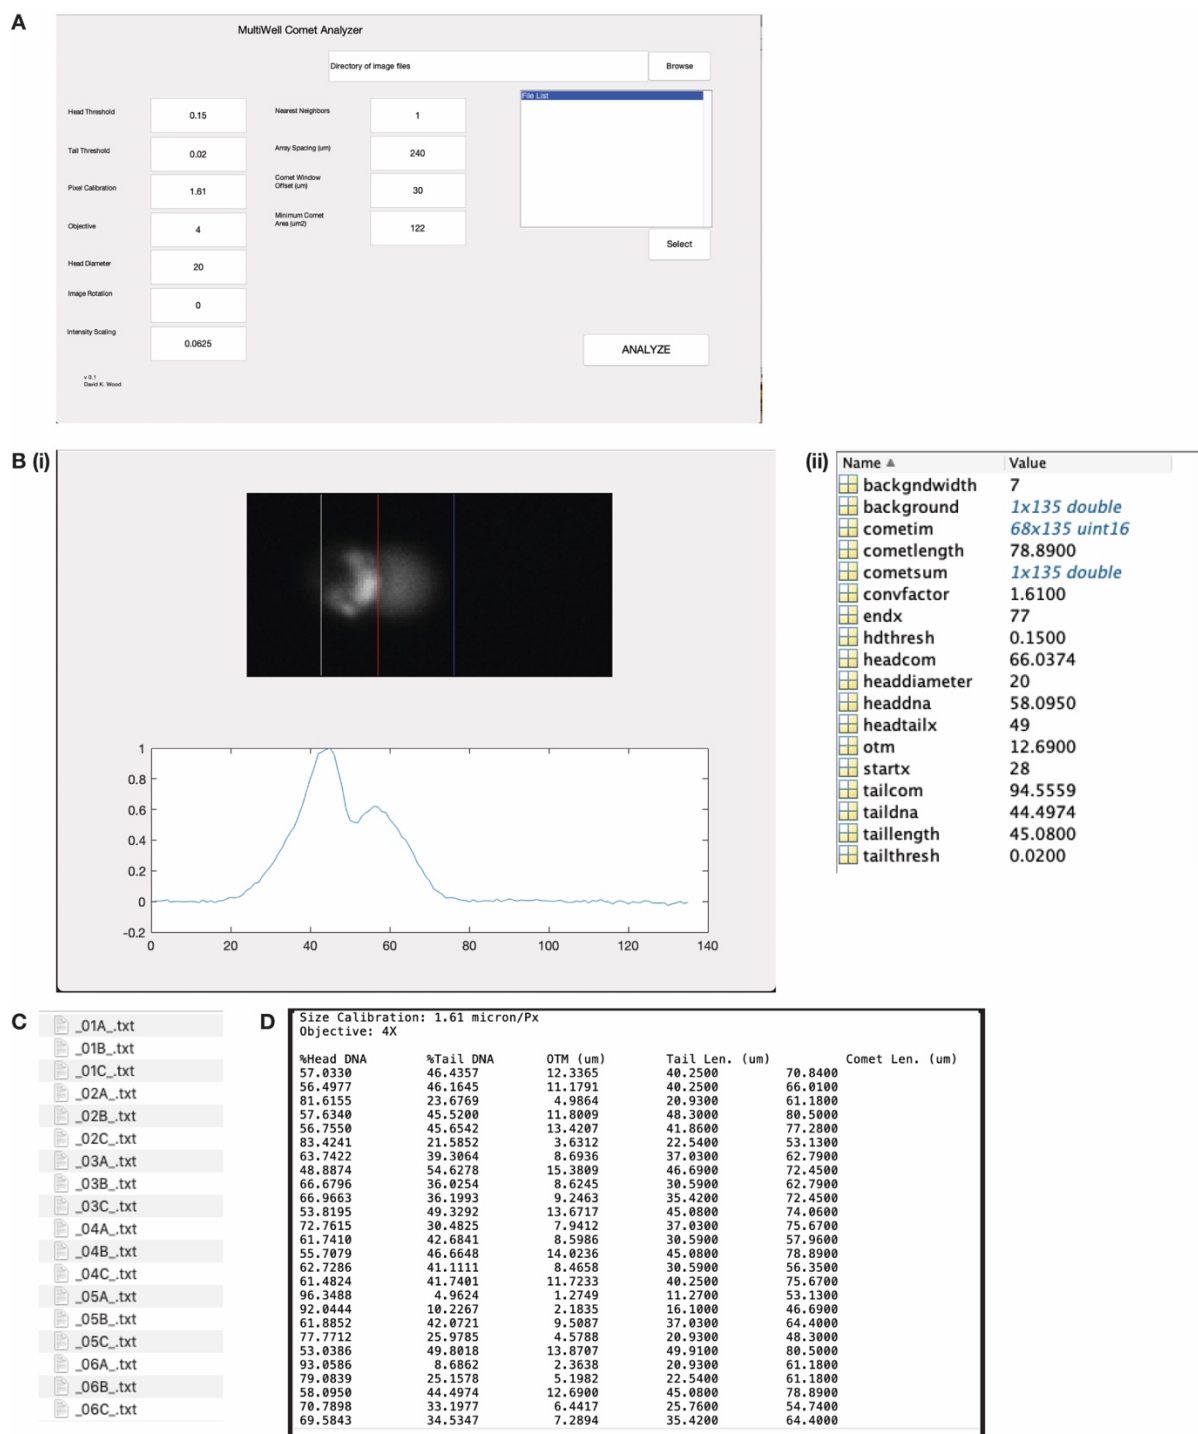 A
MultiWell Comet Analyzer
Directory of image files
Browse
File List
Head Threshold
0.15
Nearest Neighbors
1
Tail Threshold
0.02
Array Spacing (um)
240
Pixel Calibration
1.61
Comet Window
Offset (um)
30
Objective
4
Minimum Comet
Area (um2)
122
Select
Head Diameter
20
Image Rotation
0
Intensity Scaling
0.0625
ANALYZE
v 3.1
David K. Wood
B (i)
1
0.8
0.6
0.4
0.2
0
-0.2
0 20 40 60 80 100 120 140
(ii)
Name Value
backgndwidth 7
background 1x135 double
cometim 68x135 uint16
cometlength 78.8900
cometsum 1x135 double
convfactor 1.6100
endx 77
hdthresh 0.1500
headcom 66.0374
headdiameter 20
headdna 58.0950
headtailx 49
otm 12.6900
startx 28
tailcom 94.5559
taildna 44.4974
taillength 45.0800
tailthresh 0.0200
C
_01A_.txt
_01B_.txt
_01C_.txt
_02A_.txt
_02B_.txt
_02C_.txt
_03A_.txt
_03B_.txt
_03C_.txt
_04A_.txt
_04B_.txt
_04C_.txt
_05A_.txt
_05B_.txt
_05C_.txt
_06A_.txt
_06B_.txt
_06C_.txt
D
Size Calibration: 1.61 micron/Px
Objective: 4X
%Head DNA %Tail DNA OTM (um) Tail Len. (um) Comet Len. (um)
57.0330 46.4357 12.3365 40.2500 70.8400
56.4977 46.1645 11.1791 40.2500 66.0100
81.6155 23.6769 4.9864 20.9300 61.1800
57.6340 45.5200 11.8009 48.3000 80.5000
56.7550 45.6542 13.4207 41.8600 77.2800
83.4241 21.5852 3.6312 22.5400 53.1300
63.7422 39.3064 8.6936 37.0300 62.7900
48.8874 54.6278 15.3809 46.6900 72.4500
66.6796 36.0254 8.6245 30.5900 62.7900
66.9663 36.1993 9.2463 35.4200 72.4500
53.8195 49.3292 13.6717 45.0800 74.0600
72.7615 30.4825 7.9412 37.0300 75.6700
61.7410 42.6841 8.5986 30.5900 57.9600
55.7079 46.6648 14.0236 45.0800 78.8900
62.7286 41.1111 8.4658 30.5900 56.3500
61.4824 41.7401 11.7233 40.2500 75.6700
96.3488 4.9624 1.2749 11.2700 53.1300
92.0444 10.2267 2.1835 16.1000 46.6900
61.8852 42.0721 9.5087 37.0300 64.4000
77.7712 25.9785 4.5788 20.9300 48.3000
53.0386 49.8018 13.8707 49.9100 80.5000
93.0586 8.6862 2.3638 20.9300 61.1800
79.0839 25.1578 5.1982 22.5400 61.1800
58.0950 44.4974 12.6900 45.0800 78.8900
70.7898 33.1977 6.4417 25.7600 54.7400
69.5843 34.5347 7.2894 35.4200 64.4000